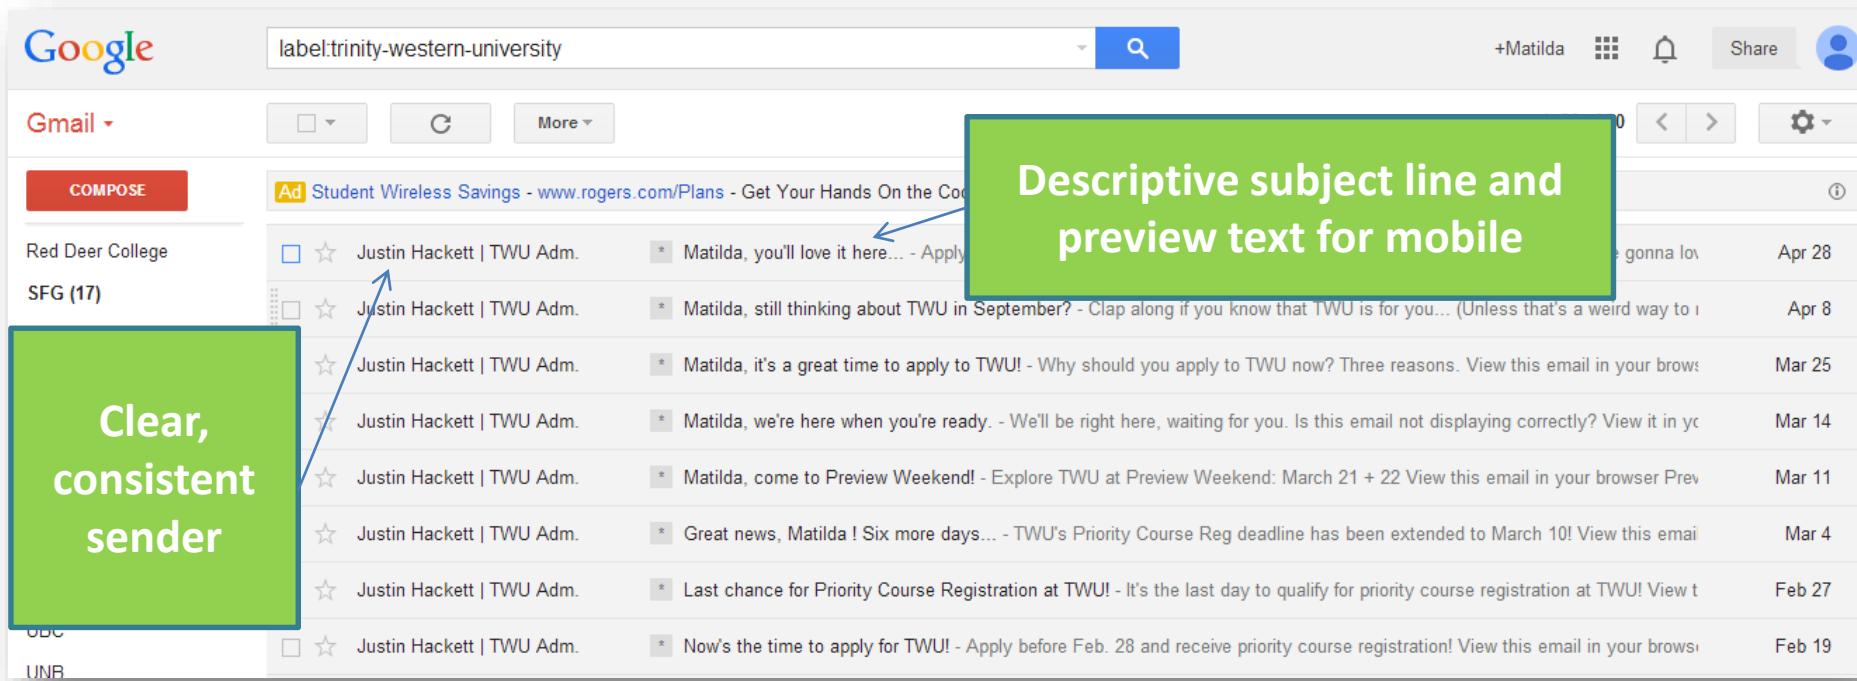 Google label:trinity-western-university +Matilda Share
Gmail More 0
COMPOSE
Ad Student Wireless Savings - www.rogers.com/Plans - Get Your Hands On the
Descriptive subject line and
preview text for mobile
Red Deer College
SFG (17)
Clear,
consistent
sender
UBC
UNB
Justin Hackett | TWU Adm. * Matilda, you'll love it here... - Apply gonna Apr 28
Justin Hackett | TWU Adm. * Matilda, still thinking about TWU in September? - Clap along if you know that TWU is for you... (Unless that's a weird way to Apr 8
Justin Hackett | TWU Adm. * Matilda, it's a great time to apply to TWU! - Why should you apply to TWU now? Three reasons. View this email in your Mar 25
Justin Hackett | TWU Adm. * Matilda, we're here when you're ready. - We'll be right here, waiting for you. Is this email not displaying correctly? View it in Mar 14
Justin Hackett | TWU Adm. * Matilda, come to Preview Weekend! - Explore TWU at Preview Weekend: March 21 + 22 View this email in your browser Mar 11
Justin Hackett | TWU Adm. * Great news, Matilda ! Six more days... - TWU's Priority Course Reg deadline has been extended to March 10! View this Mar 4
Justin Hackett | TWU Adm. * Last chance for Priority Course Registration at TWU! - It's the last day to qualify for priority course registration at TWU! View Feb 27
Justin Hackett | TWU Adm. * Now's the time to apply for TWU! - Apply before Feb. 28 and receive priority course registration! View this email in your Feb 19